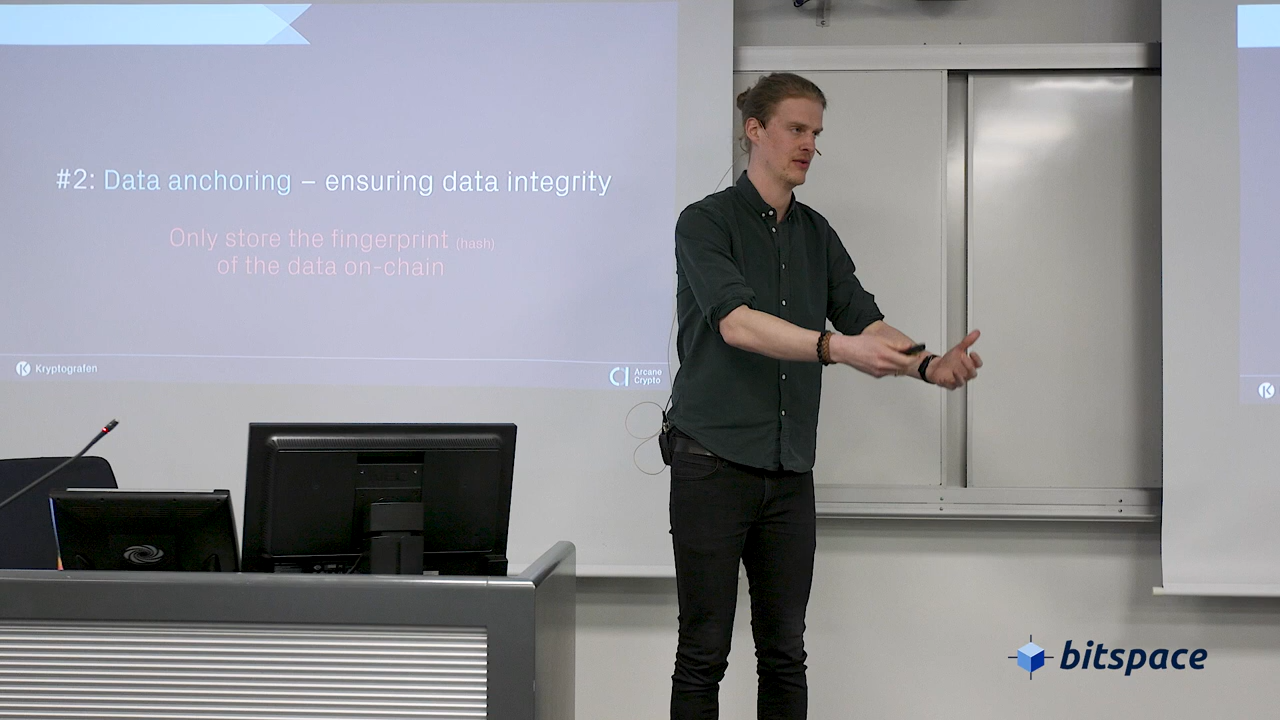 #2: Data anchoring – ensuring data integrity
Only store the fingerprint (hash)
of the data on-chain
Kryptografen
Arcane
Crypto
bitspace